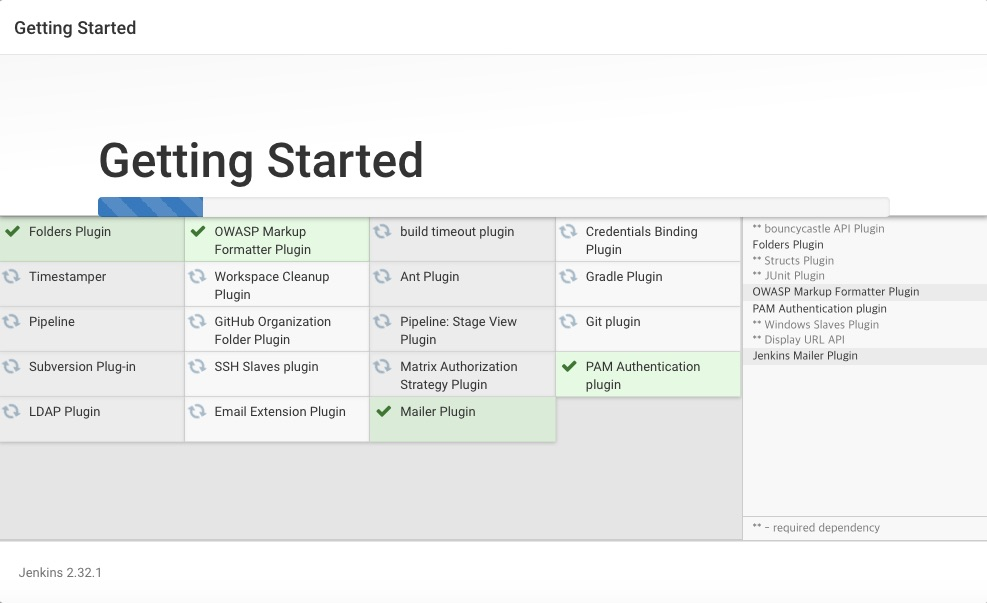 Getting Started
Getting Started
Folders Plugin
OWASP Markup
Formatter Plugin
build timeout plugin
Credentials Binding
Plugin
Timestamper
Workspace Cleanup
Plugin
Ant Plugin
Gradle Plugin
Pipeline
GitHub Organization
Folder Plugin
Pipeline: Stage View
Plugin
Git plugin
Subversion Plug-in
SSH Slaves plugin
Matrix Authorization
Strategy Plugin
PAM Authentication
plugin
LDAP Plugin
Email Extension Plugin
Mailer Plugin
** bouncycastle API Plugin
Folders Plugin
** Structs Plugin
** JUnit Plugin
OWASP Markup Formatter Plugin
PAM Authentication plugin
** Windows Slaves Plugin
** Display URL API
Jenkins Mailer Plugin
** - required dependency
Jenkins 2.32.1